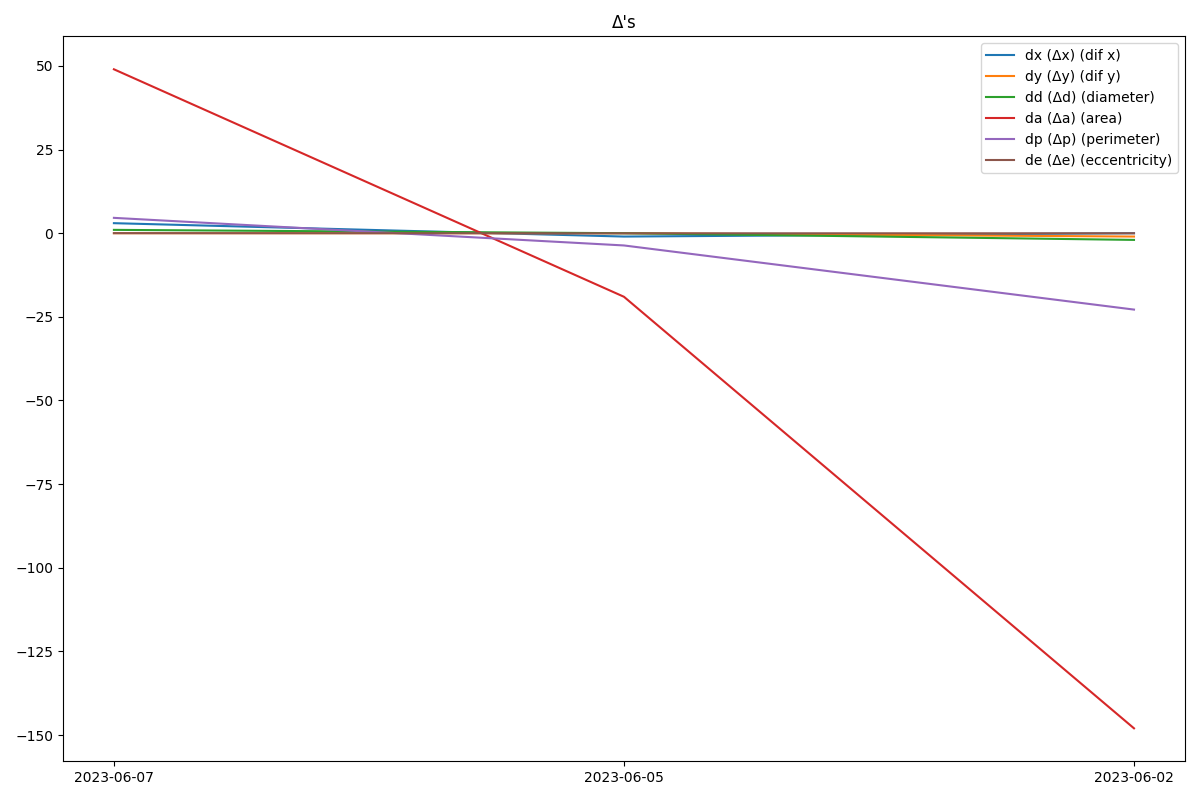 Δ's
dx (Δx) (dif x)
dy (Δy) (dif y)
dd (Δd) (diameter)
da (Δa) (area)
dp (Δp) (perimeter)
de (Δe) (eccentricity)
50
25
0
−25
−50
−75
−100
−125
−150
2023-06-07 2023-06-05 2023-06-02